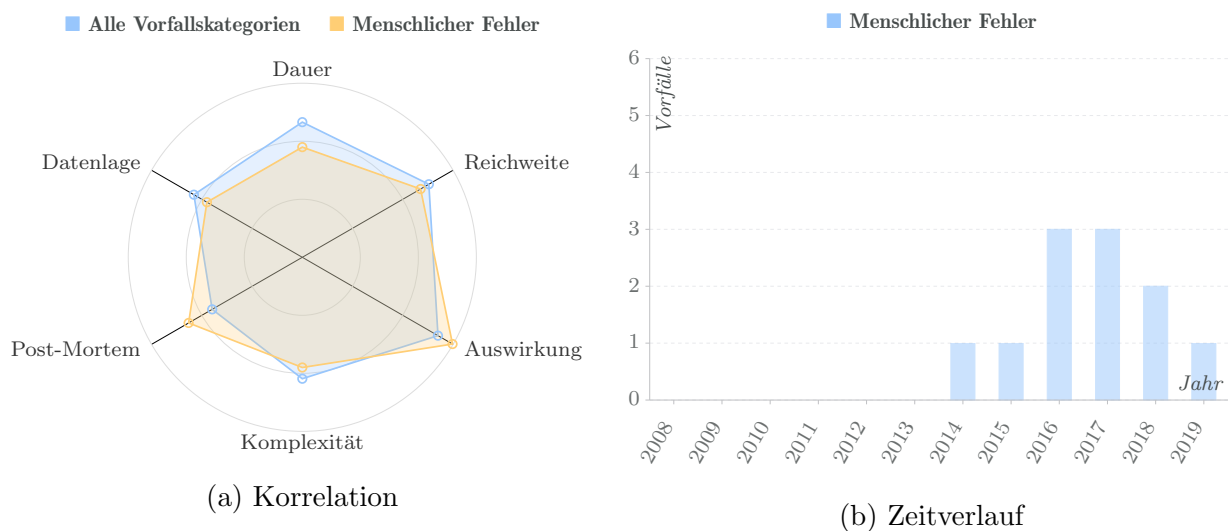 Alle Vorfallskategorien Menschlicher Fehler
Dauer
Datenlage
Reichweite
Post-Mortem
Auswirkung
Komplexität
(a) Korrelation
Menschlicher Fehler
Vorfälle
6
5
4
3
2
1
0
Jahr
2008
2009
2010
2011
2012
2013
2014
2015
2016
2017
2018
2019
(b) Zeitverlauf